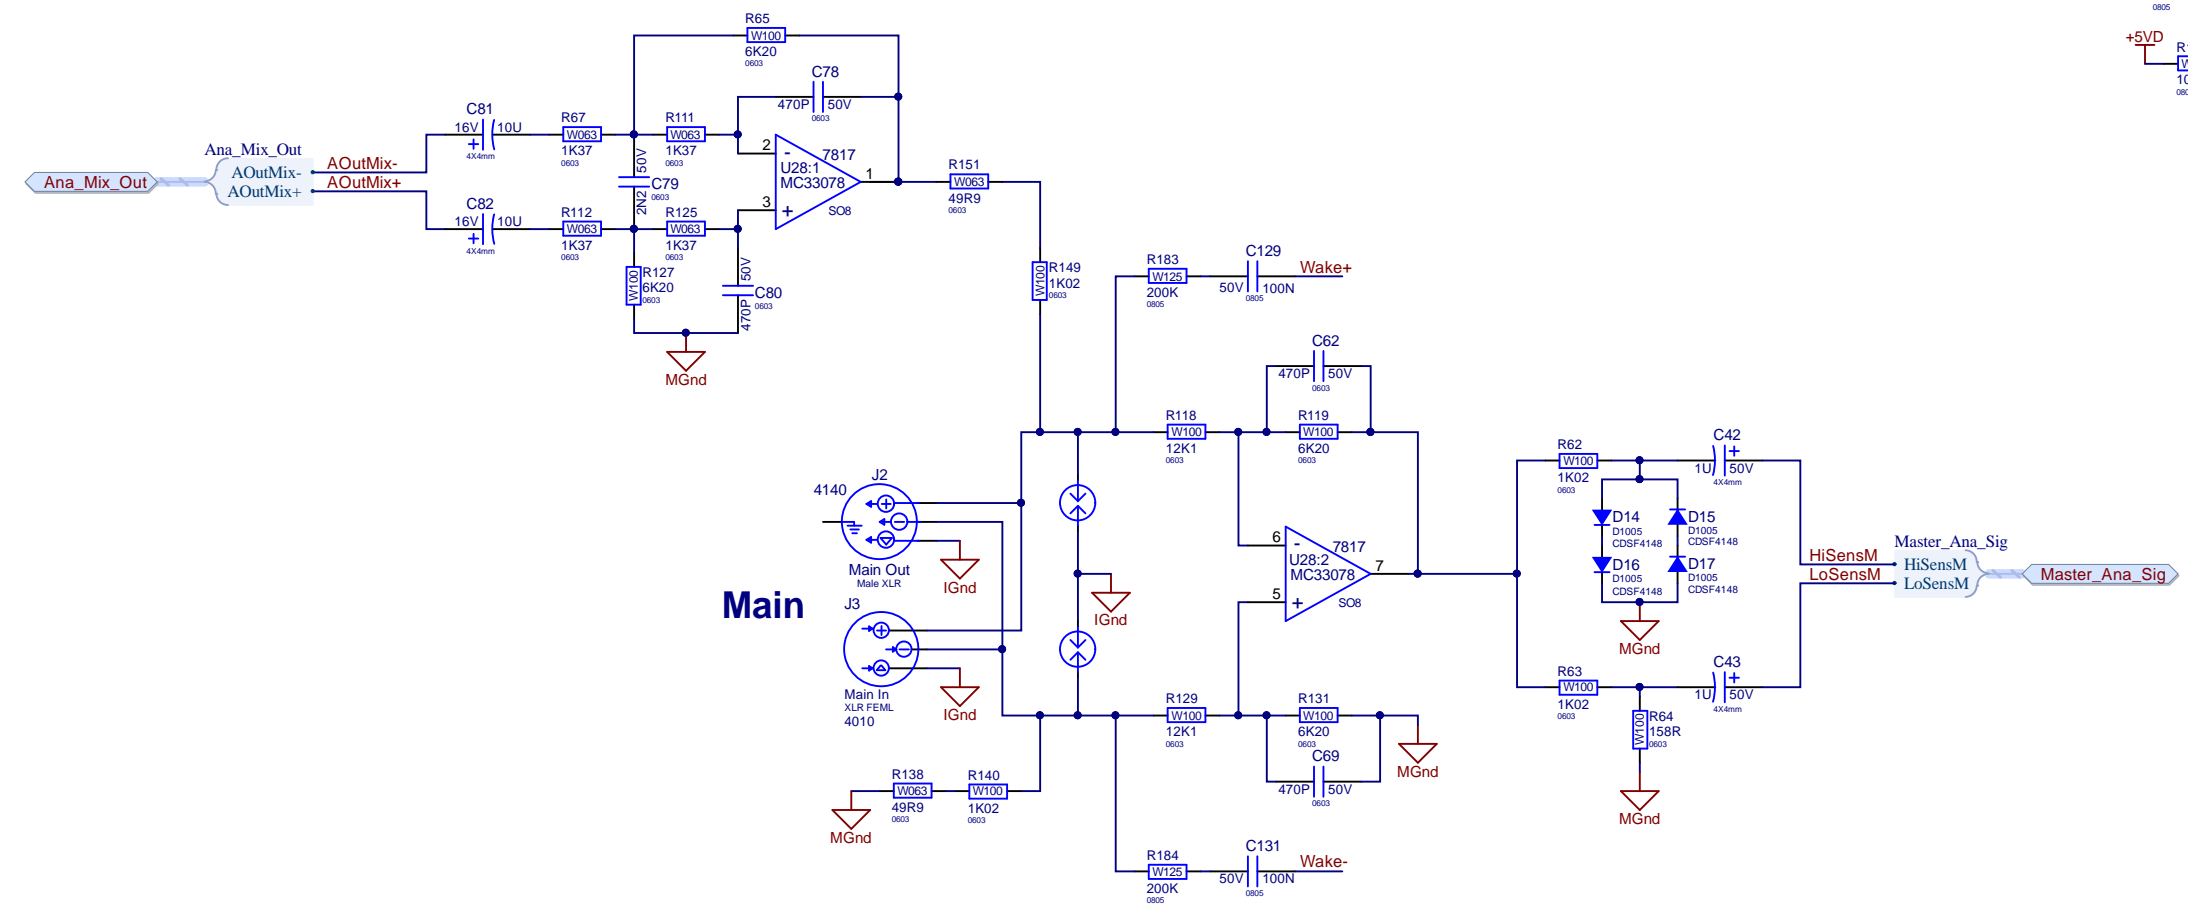 0805
+5VD
R65
W100
6K20
0603
C78
470P 50V
0603
C81
16V 10U
4X4mm
R67
W063
1K37
0603
R111
W063
1K37
0603
Ana_Mix_Out
Ana_Mix_Out
AOutMix-
AOutMix+
AOutMix-
AOutMix+
50V
C79
0603
2N2
2
3
7817
U28:1
MC33078
SO8
1
-
+
R151
W063
49R9
0603
C82
16V 10U
4X4mm
R112
W063
1K37
0603
R125
W063
1K37
0603
R127
W100
6K20
0603
50V
C80
0603
470P
MGnd
R149
W100
1K02
0603
R183
W125
200K
0805
C129
50V 100N
0805
Wake+
C62
470P 50V
0603
R118
W100
12K1
0603
R119
W100
6K20
0603
J2
4140
Main Out
Male XLR
IGnd
Main
J3
Main In
XLR FEML
4010
IGnd
IGnd
6
5
7817
U28:2
MC33078
SO8
7
-
+
R129
W100
12K1
0603
R131
W100
6K20
0603
C69
470P 50V
0603
MGnd
R138
W063
49R9
0603
R140
W100
1K02
0603
MGnd
R184
W125
200K
0805
C131
50V 100N
0805
Wake-
R62
W100
1K02
0603
C42
1U 50V
4X4mm
D14
D1005
CDSF4148
D15
D1005
CDSF4148
D16
D1005
CDSF4148
D17
D1005
CDSF4148
MGnd
R63
W100
1K02
0603
C43
1U 50V
4X4mm
R64
W100
158R
0603
MGnd
HiSensM
LoSensM
Master_Ana_Sig
HiSensM
LoSensM
Master_Ana_Sig